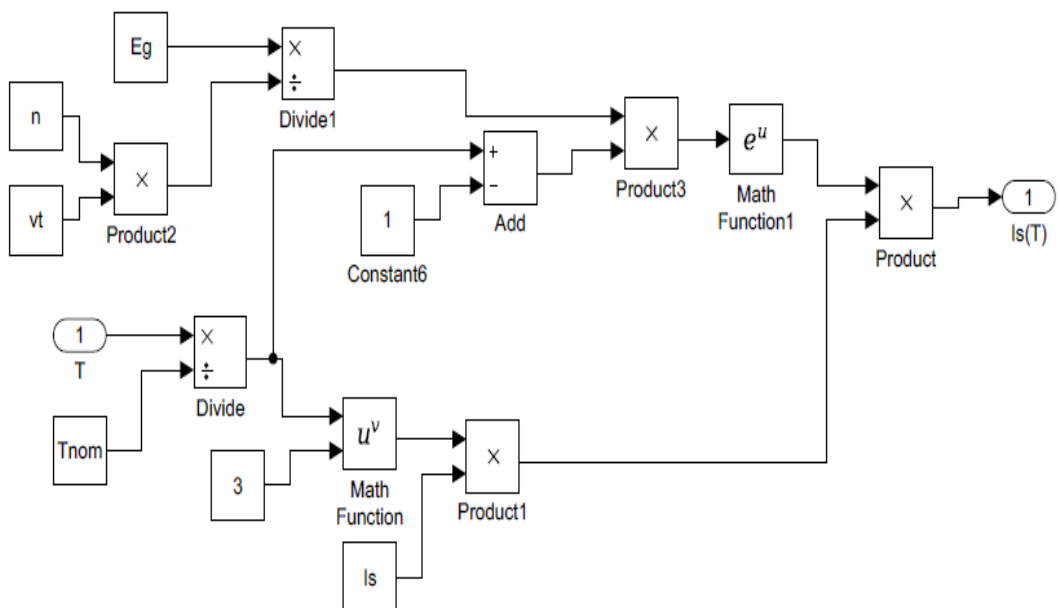 Eg
×
÷
Divide1
n
vt
×
Product2
+
−
Add
1
Constant6
×
Product3
e^u
Math
Function1
×
Product
1
Is(T)
1
T
×
÷
Divide
Tnom
3
u^v
Math
Function
×
Product1
Is